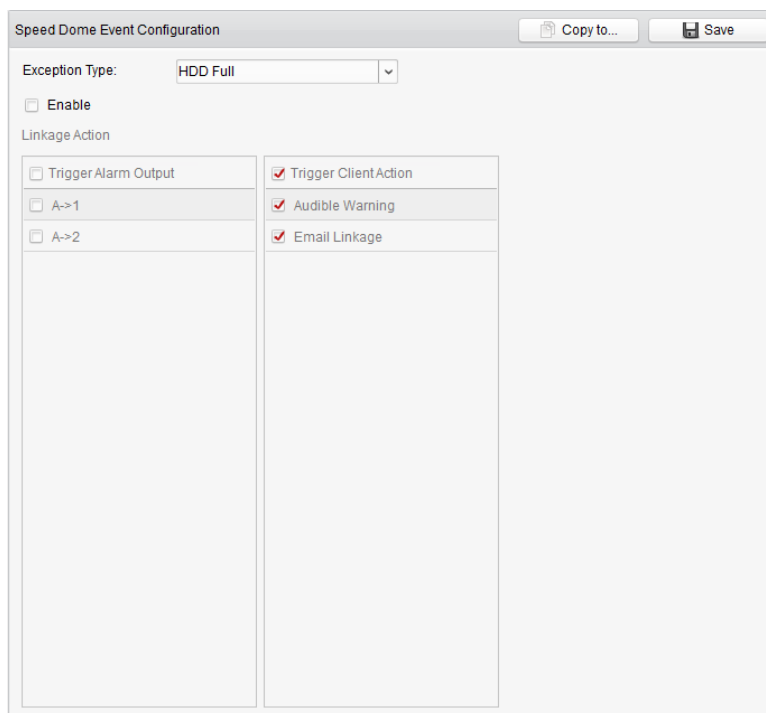 Speed Dome Event Configuration
Copy to...
Save
Exception Type:
HDD Full
Enable
Linkage Action
Trigger Alarm Output
Trigger Client Action
A->1
Audible Warning
A->2
Email Linkage